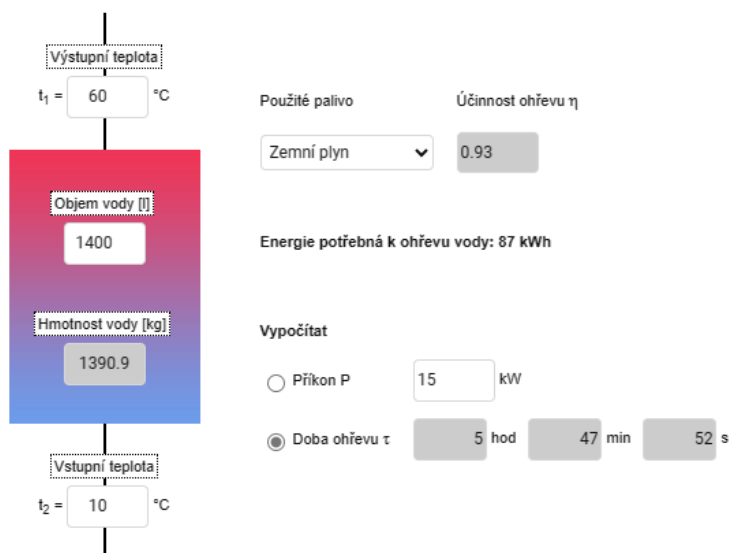 Výstupní teplota
t₁ = 60 °C
Použité palivo Účinnost ohřevu η
Zemní plyn 0.93
Objem vody [l]
1400
Energie potřebná k ohřevu vody: 87 kWh
Hmotnost vody [kg]
1390.9
Vypočítat
Příkon P 15 kW
Doba ohřevu τ 5 hod 47 min 52 s
Vstupní teplota
t₂ = 10 °C